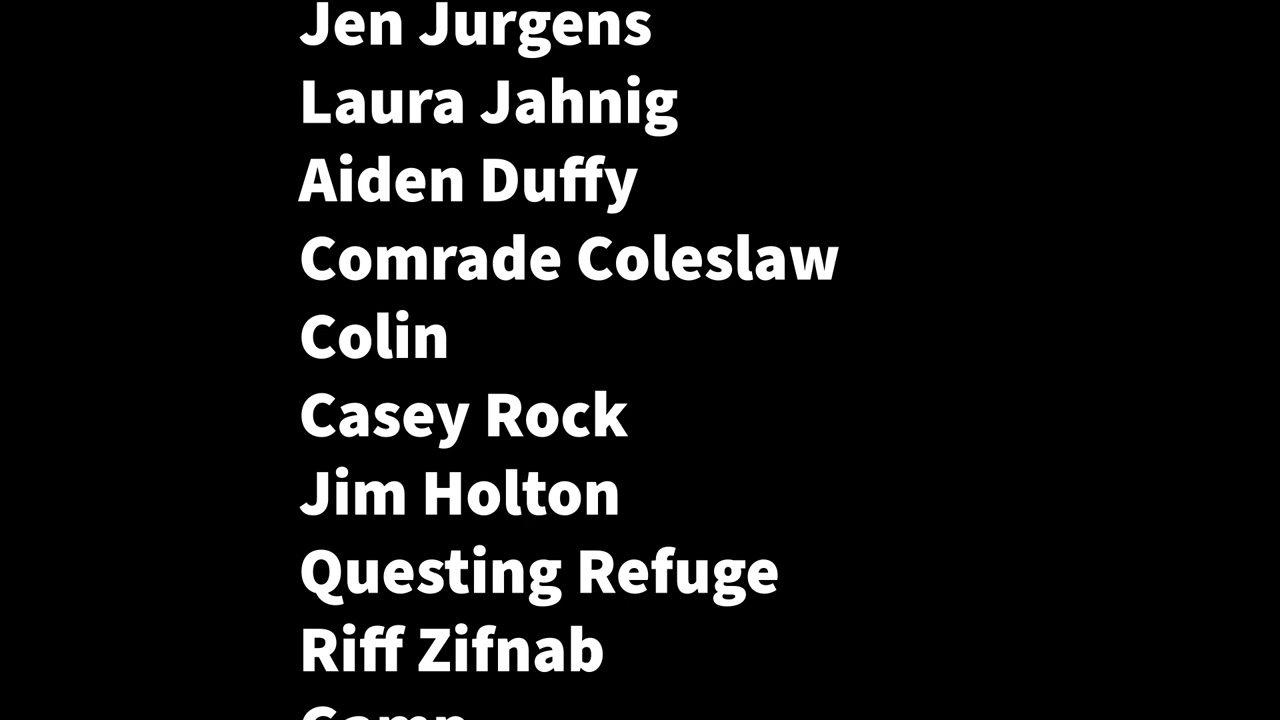 Jen Jurgens
Laura Jahnig
Aiden Duffy
Comrade Coleslaw
Colin
Casey Rock
Jim Holton
Questing Refuge
Riff Zifnab